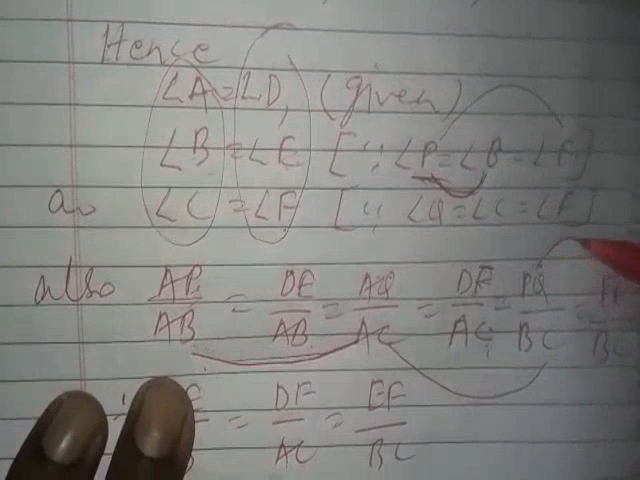 Hence
∠A = ∠D, (given)
∠B = ∠E [∵ ∠P = ∠B = ∠E]
∠C = ∠F [∵ ∠Q = ∠C = ∠F]
also AP/AB = DE/AB = AQ/AC = DF/AC = PQ/BC =
= DF/AC = EF/BC